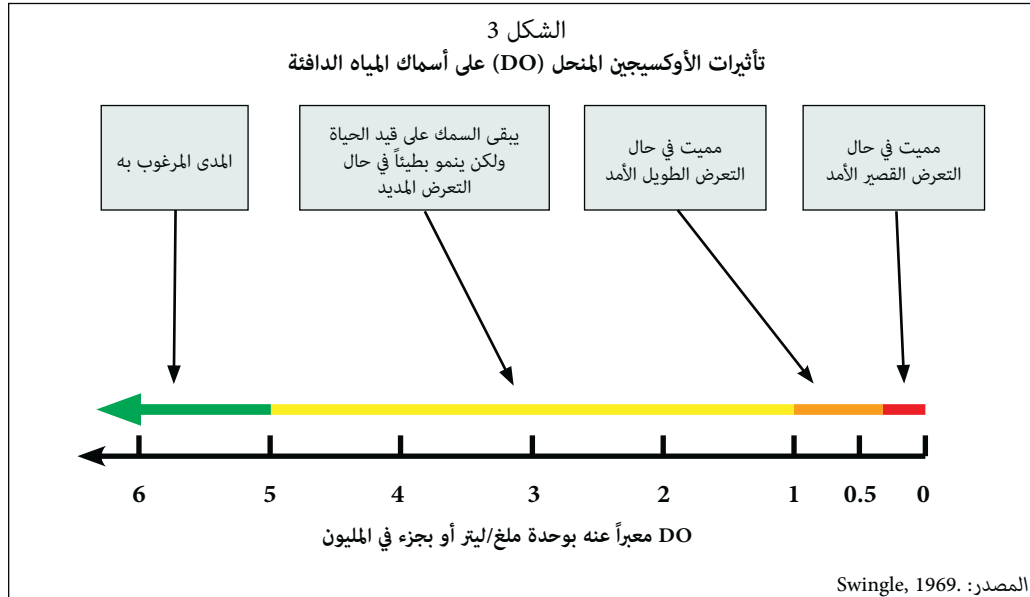 الشكل 3
تأثيرات الأوكسيجين المنحل (DO) على أسماك المياه الدافئة
مميت في حال
التعرض القصير الأمد
مميت في حال
التعرض الطويل الأمد
يبقى السمك على قيد الحياة
ولكن ينمو بطيئاً في حال
التعرض المديد
المدى المرغوب به
0 0.5 1 2 3 4 5 6
DO معبراً عنه بوحدة ملغ/ليتر أو بجزء في المليون
المصدر: Swingle, 1969.